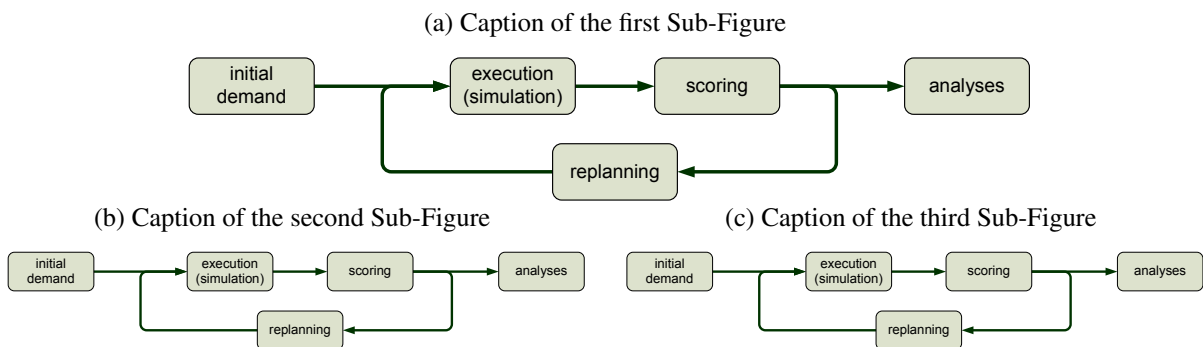 (a) Caption of the first Sub-Figure
initial
demand
execution
(simulation)
scoring
analyses
replanning
(b) Caption of the second Sub-Figure
initial
demand
execution
(simulation)
scoring
analyses
replanning
(c) Caption of the third Sub-Figure
initial
demand
execution
(simulation)
scoring
analyses
replanning